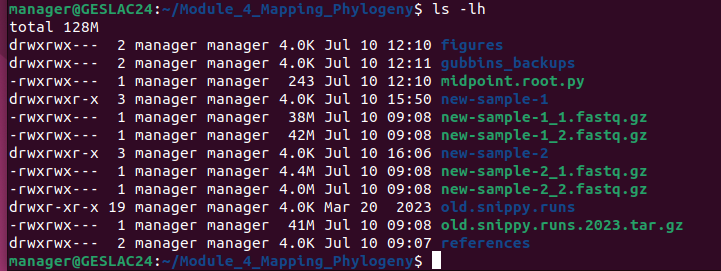 manager@GESLAC24:~/Module_4_Mapping_Phylogeny$ ls -lh
total 128M
drwxrwx--- 2 manager manager 4.0K Jul 10 12:10 figures
drwxrwx--- 2 manager manager 4.0K Jul 10 12:11 gubbins_backups
-rwxrwx--- 1 manager manager 243 Jul 10 12:10 midpoint.root.py
drwxrwxr-x 3 manager manager 4.0K Jul 10 15:50 new-sample-1
-rwxrwx--- 1 manager manager 38M Jul 10 09:08 new-sample-1_1.fastq.gz
-rwxrwx--- 1 manager manager 42M Jul 10 09:08 new-sample-1_2.fastq.gz
drwxrwxr-x 3 manager manager 4.0K Jul 10 16:06 new-sample-2
-rwxrwx--- 1 manager manager 4.4M Jul 10 09:08 new-sample-2_1.fastq.gz
-rwxrwx--- 1 manager manager 4.0M Jul 10 09:08 new-sample-2_2.fastq.gz
drwxr-xr-x 19 manager manager 4.0K Mar 20 2023 old.snippy.runs
-rwxrwx--- 1 manager manager 41M Jul 10 09:08 old.snippy.runs.2023.tar.gz
drwxrwx--- 2 manager manager 4.0K Jul 10 09:07 references
manager@GESLAC24:~/Module_4_Mapping_Phylogeny$